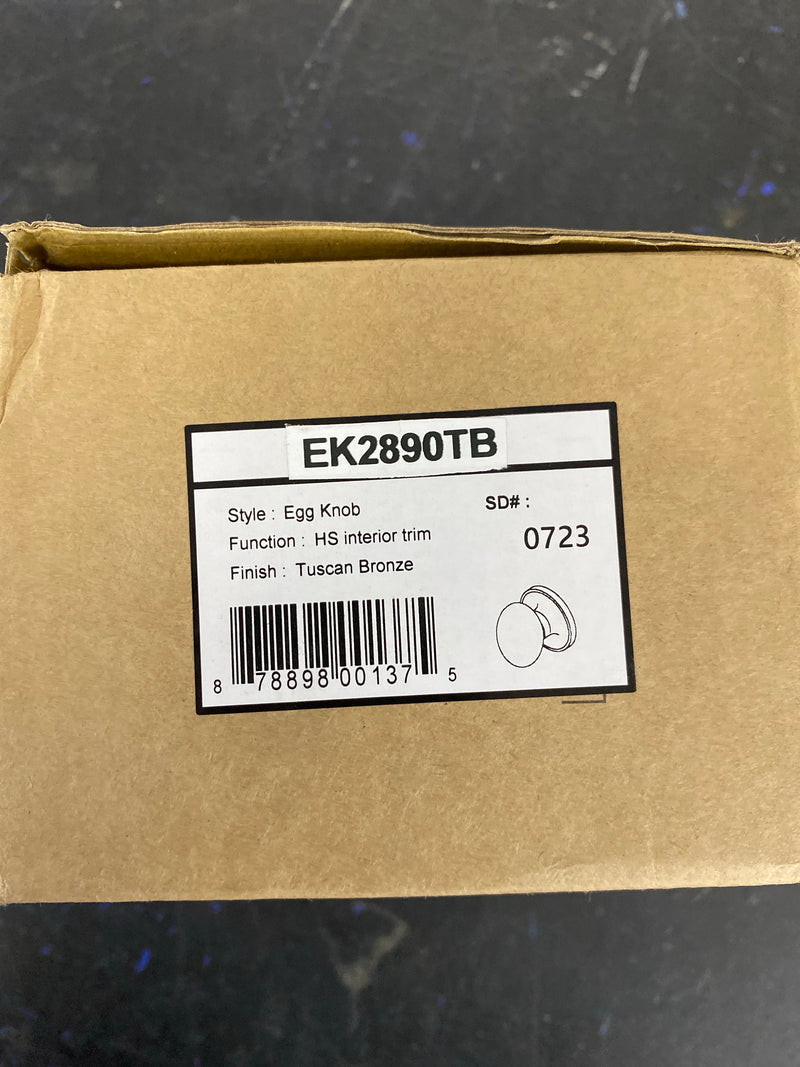 EK2890TB
Style : Egg Knob
Function : HS interior trim
Finish : Tuscan Bronze
SD# :
0723
8 78898 00137 5